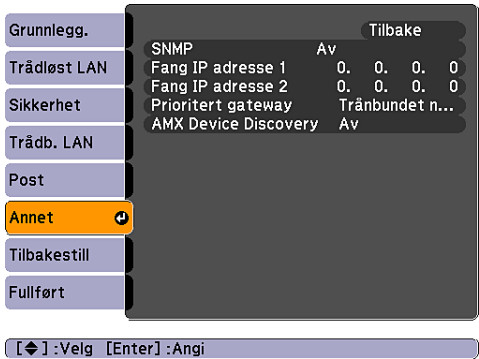 Grunnlegg.
Trådløst LAN
Sikkerhet
Trådb. LAN
Post
Annet
Tilbakestill
Fullført
Tilbake
SNMP Av
Fang IP adresse 1 0. 0. 0. 0
Fang IP adresse 2 0. 0. 0. 0
Prioritert gateway Trånbundet n...
AMX Device Discovery Av
[ ] :Velg [Enter] :Angi